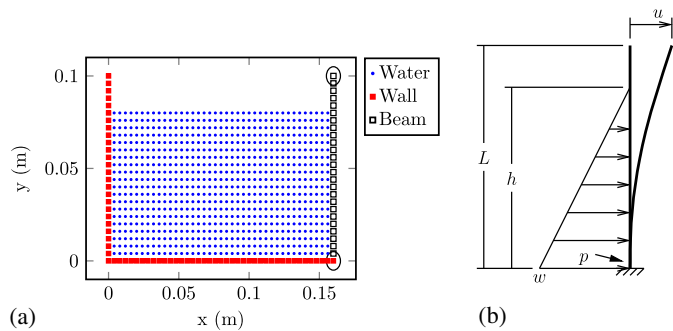 0.1
0.05
0
y (m)
0
0.05
0.1
0.15
x (m)
Water
Wall
Beam
(a)
u
L
h
p
w
(b)